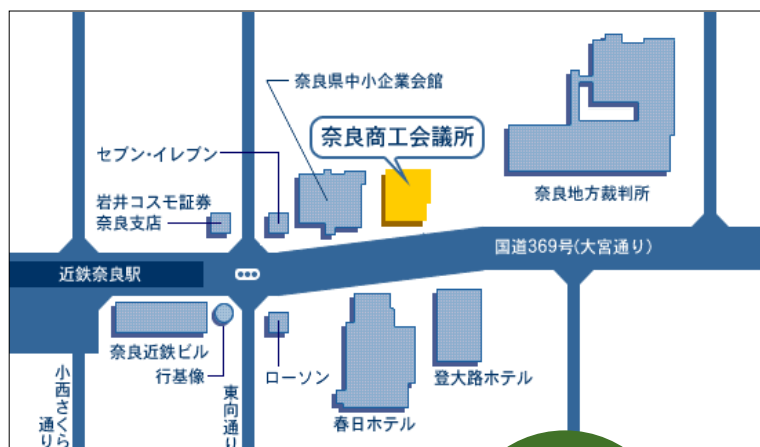 奈良県中小企業会館
奈良商工会議所
セブン・イレブン
岩井コスモ証券
奈良支店
奈良地方裁判所
国道369号(大宮通り)
近鉄奈良駅
奈良近鉄ビル
行基像
ローソン
登大路ホテル
春日ホテル
小西さくら
通り
東向通り